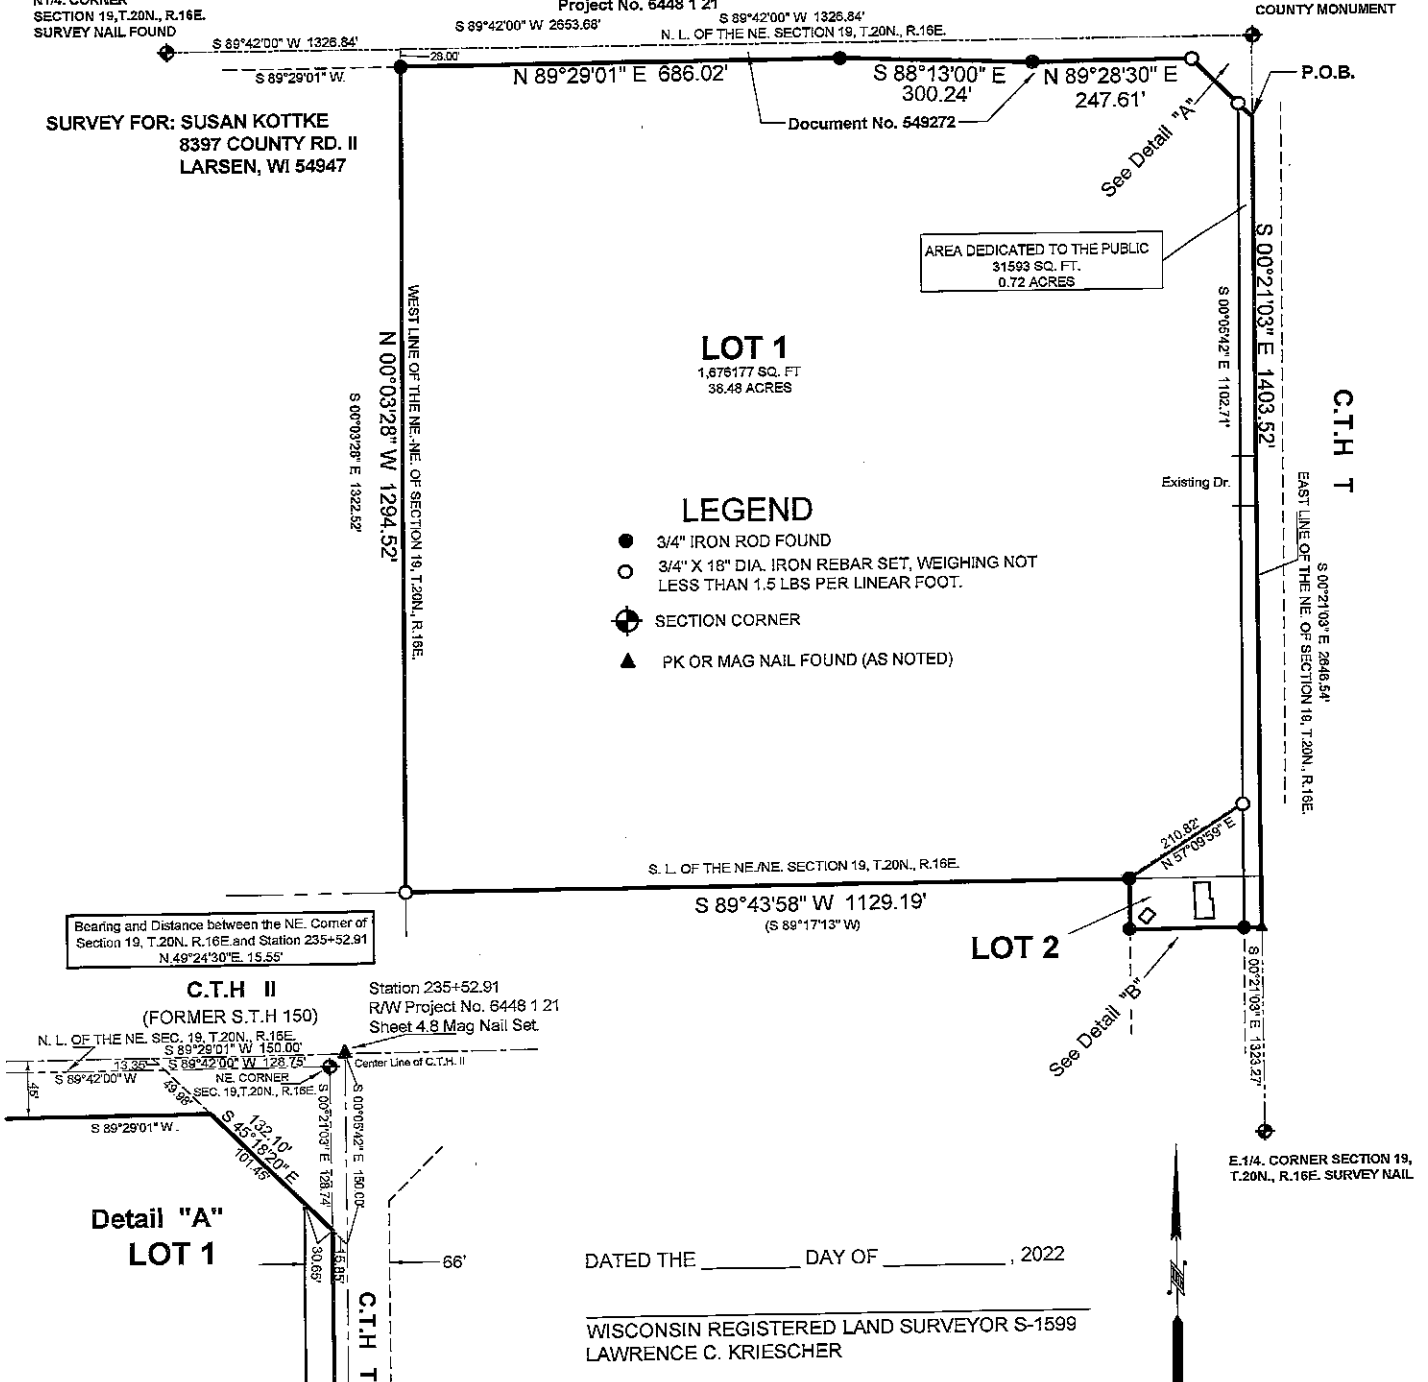 N1/4. CORNER
SECTION 19,T.20N., R.16E.
SURVEY NAIL FOUND
Project No. 6448 1 21
S 89°42'00" W 2653.68'
S 89°42'00" W 1326.84'
N. L. OF THE NE. SECTION 19, T.20N., R.16E.
COUNTY MONUMENT
S 89°42'00" W 1326.84'
28.00'
S 89°29'01" W.
N 89°29'01" E 686.02'
S 88°13'00" E
300.24'
N 89°28'30" E
247.61'
P.O.B.
Document No. 549272
See Detail "A"
SURVEY FOR: SUSAN KOTTKE
8397 COUNTY RD. II
LARSEN, WI 54947
AREA DEDICATED TO THE PUBLIC
31593 SQ. FT.
0.72 ACRES
S 00°21'03" E 1403.52'
S 00°05'42" E 1102.71'
WEST LINE OF THE NE.-NE. OF SECTION 19, T.20N., R.16E.
N 00°03'28" W 1294.52'
S 00°03'28" E 1322.52'
LOT 1
1,676177 SQ. FT
38.48 ACRES
C.T.H T
Existing Dr.
EAST LINE OF THE NE. OF SECTION 19, T.20N., R.16E.
S 00°21'03" E 2646.54'
LEGEND
3/4" IRON ROD FOUND
3/4" X 18" DIA. IRON REBAR SET, WEIGHING NOT
LESS THAN 1.5 LBS PER LINEAR FOOT.
SECTION CORNER
PK OR MAG NAIL FOUND (AS NOTED)
210.82'
N 57°09'59" E
S. L. OF THE NE/NE. SECTION 19, T.20N., R.16E.
S 89°43'58" W 1129.19'
(S 89°17'13" W)
LOT 2
See Detail "B"
S 00°21'03" E 1323.27'
Bearing and Distance between the NE. Corner of
Section 19, T.20N. R.16E.and Station 235+52.91
N.49°24'30"E. 15.55'
C.T.H II
(FORMER S.T.H 150)
Station 235+52.91
R/W Project No. 6448 1 21
Sheet 4.8 Mag Nail Set.
N. L. OF THE NE. SEC. 19, T.20N., R.16E.
S 89°29'01" W 150.00'
13.35'
S 89°42'00" W 128.75'
Center Line of C.T.H. II
S 89°42'00" W
NE. CORNER
SEC. 19,T.20N., R.16E.
45'
49.98'
S 89°29'01" W.
132.10'
S 45°18'20" E
101.45'
S 00°21'03" E 128.74'
S 00°05'42" E 150.00'
E.1/4. CORNER SECTION 19,
T.20N., R.16E. SURVEY NAIL
Detail "A"
LOT 1
30.65'
15.85'
66'
C.T.H T
DATED THE ________ DAY OF ________, 2022
WISCONSIN REGISTERED LAND SURVEYOR S-1599
LAWRENCE C. KRIESCHER